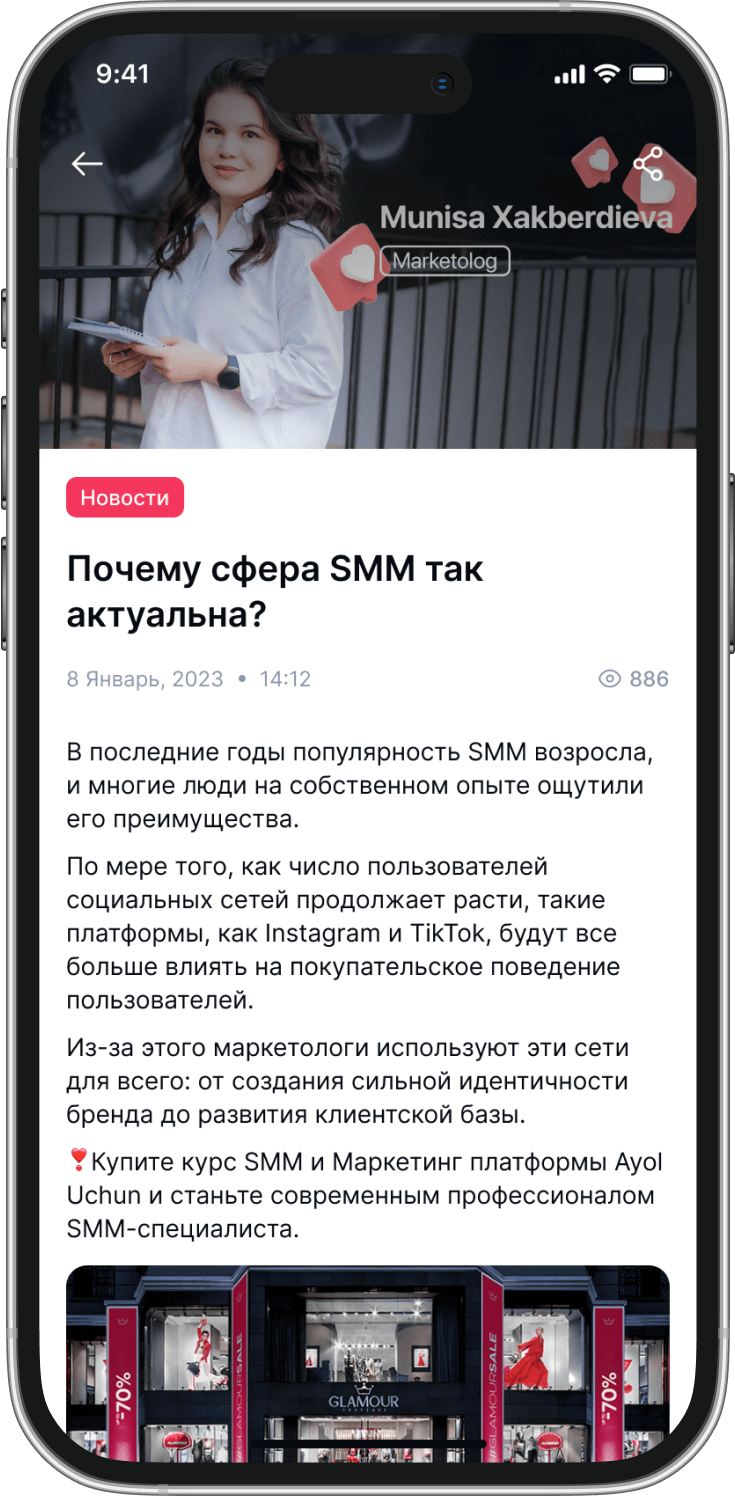 9:41
Munisa Xakberdieva
Marketolog
Новости
Почему сфера SMM так
актуальна?
8 Январь, 2023 • 14:12
886
В последние годы популярность SMM возросла,
и многие люди на собственном опыте ощутили
его преимущества.
По мере того, как число пользователей
социальных сетей продолжает расти, такие
платформы, как Instagram и TikTok, будут все
больше влиять на покупательское поведение
пользователей.
Из-за этого маркетологи используют эти сети
для всего: от создания сильной идентичности
бренда до развития клиентской базы.
❣️Купите курс SMM и Маркетинг платформы Ayol
Uchun и станьте современным профессионалом
SMM-специалиста.
-70%
#GLAMOURSALE
GLAMOUR
BOUTIQUE
#GLAMOURSALE
-70%